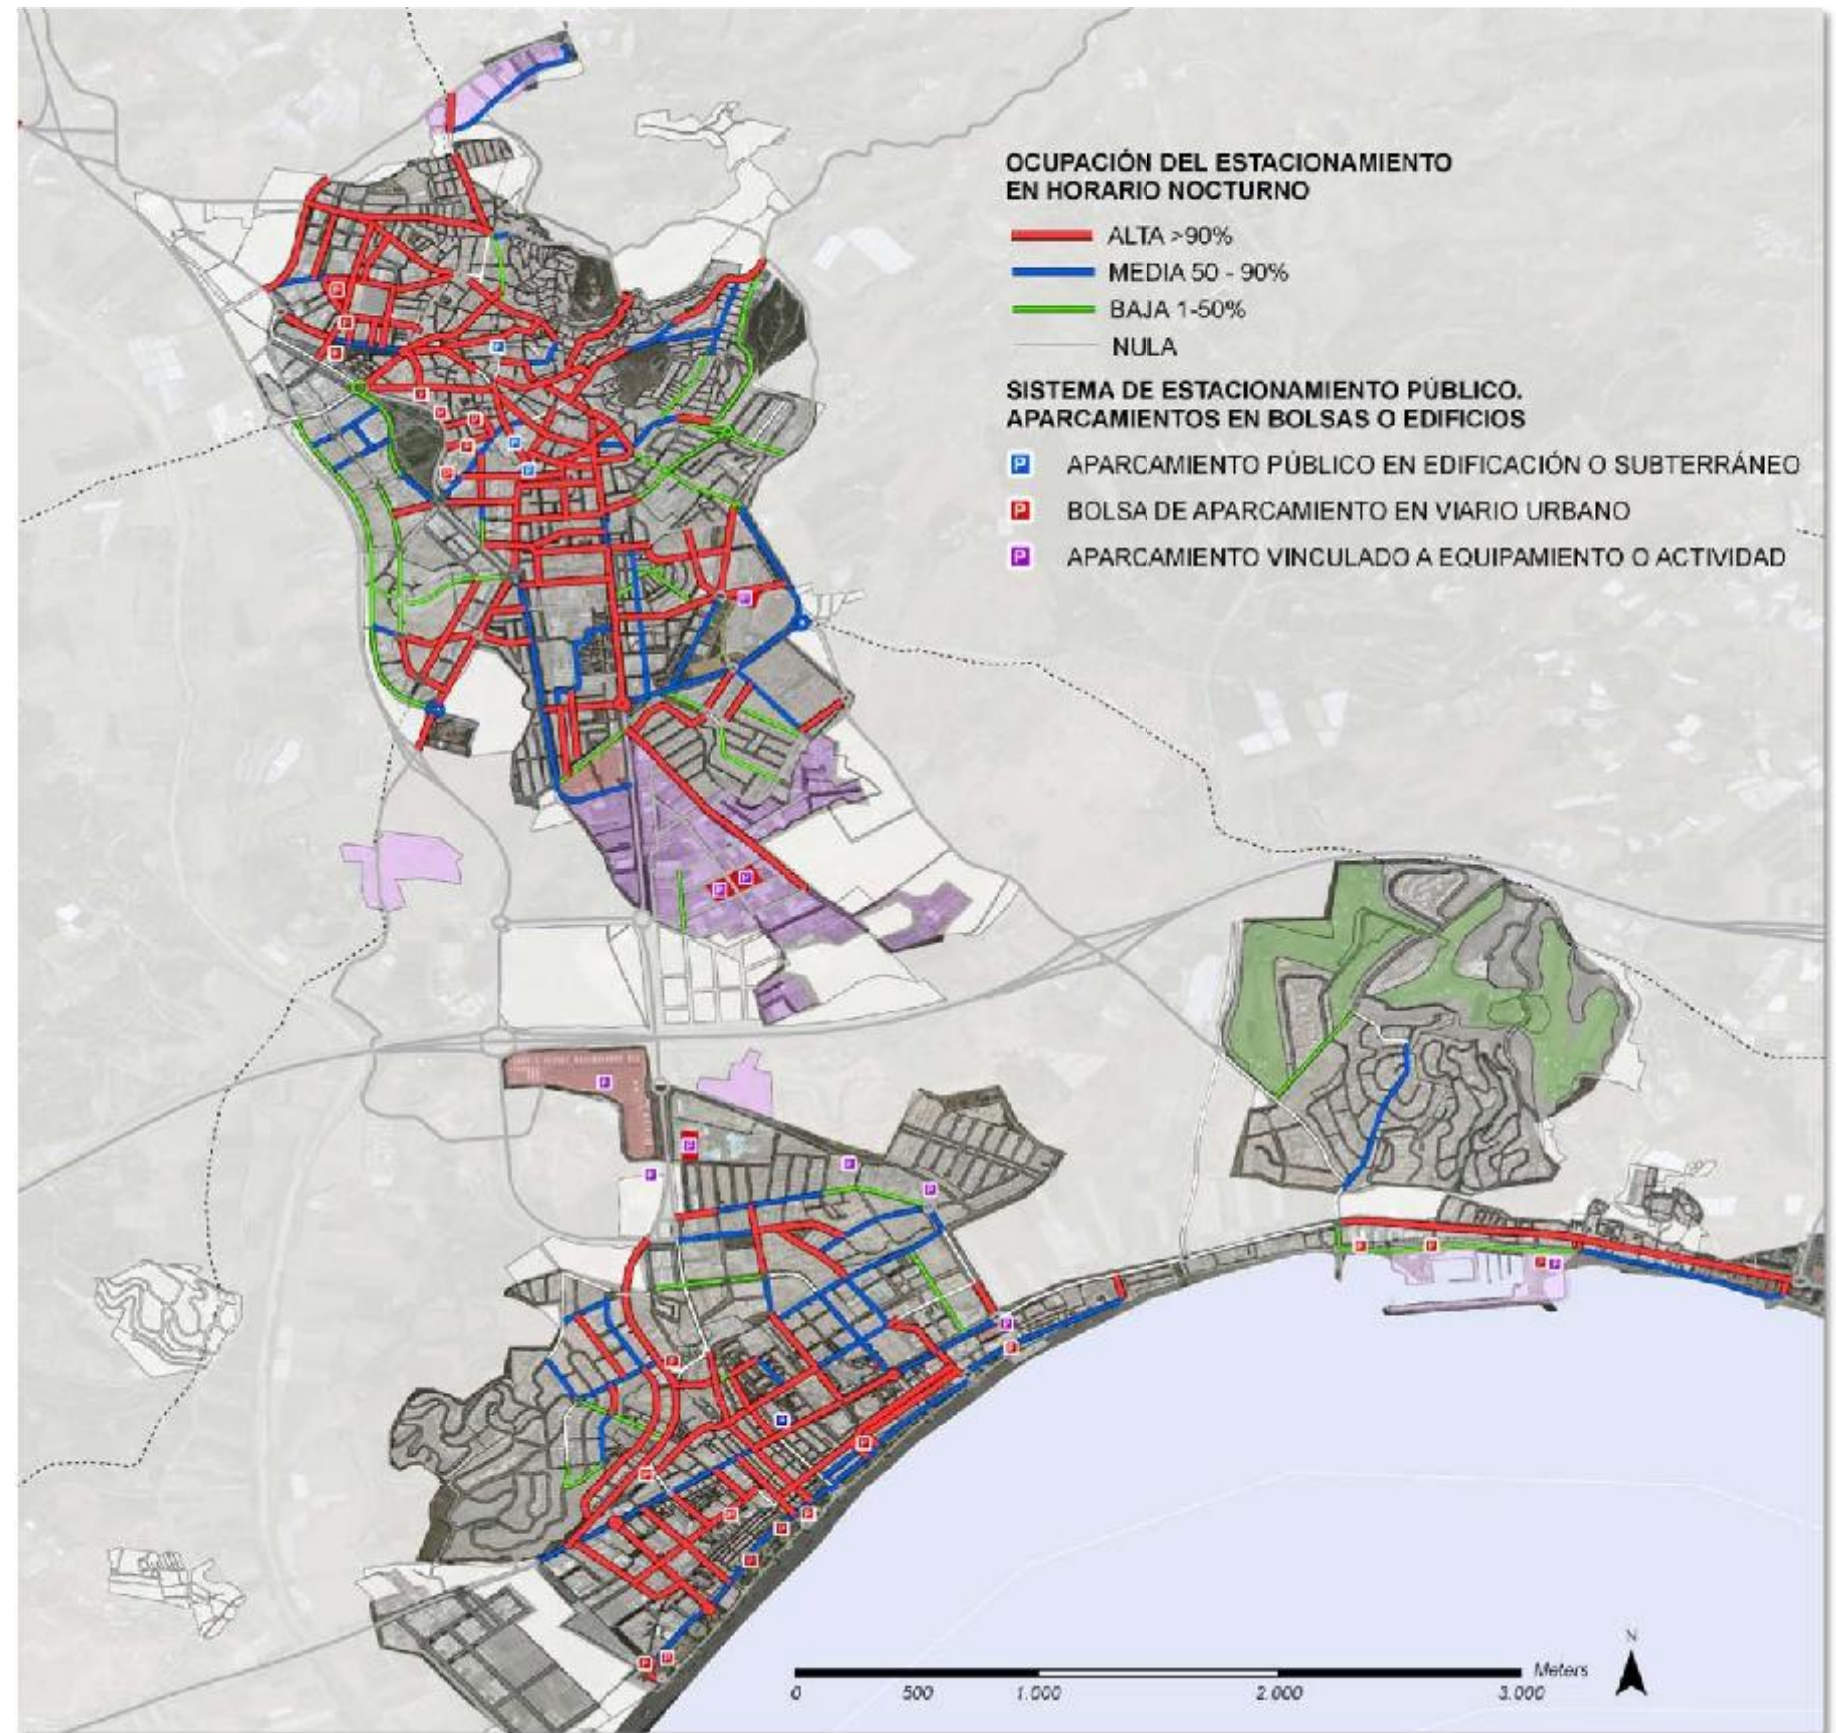 OCUPACIÓN DEL ESTACIONAMIENTO
EN HORARIO NOCTURNO
ALTA >90%
MEDIA 50 - 90%
BAJA 1-50%
NULA
SISTEMA DE ESTACIONAMIENTO PÚBLICO.
APARCAMIENTOS EN BOLSAS O EDIFICIOS
P APARCAMIENTO PÚBLICO EN EDIFICACIÓN O SUBTERRÁNEO
P BOLSA DE APARCAMIENTO EN VIARIO URBANO
P APARCAMIENTO VINCULADO A EQUIPAMIENTO O ACTIVIDAD
N
Meters
0 500 1.000 2.000 3.000